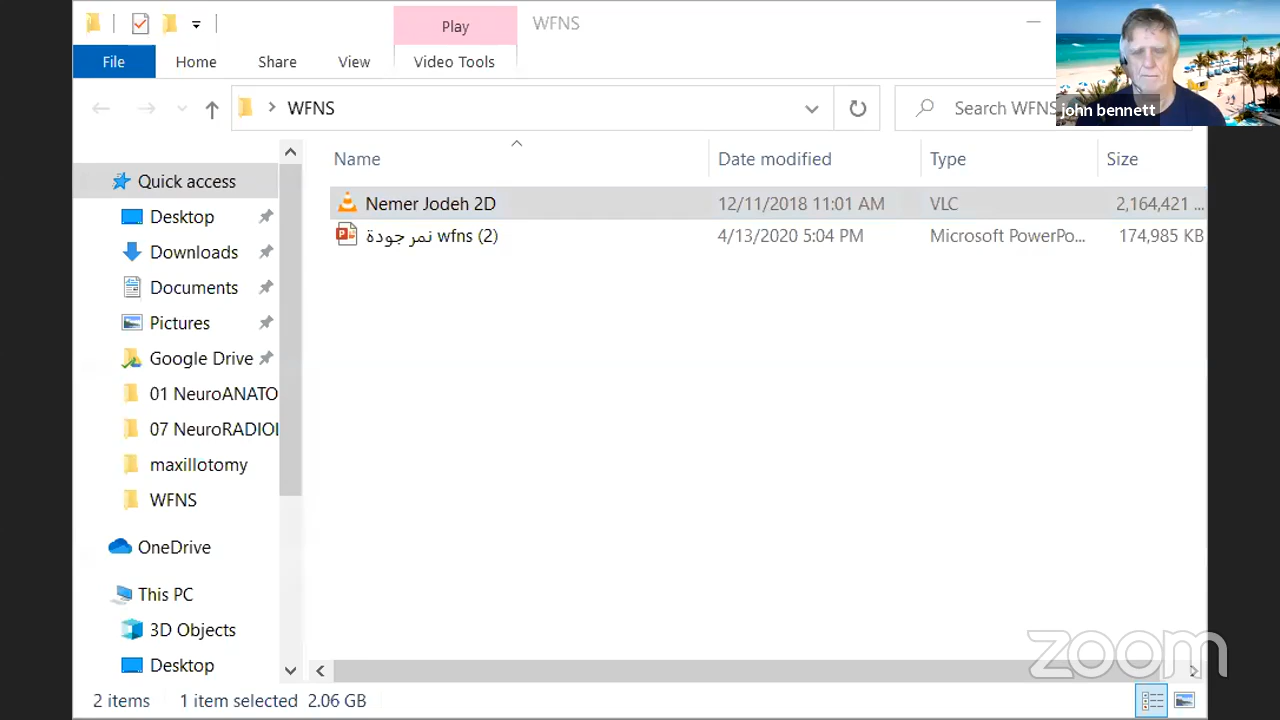 Play
WFNS
File
Home
Share
View
Video Tools
WFNS
Search WFNS
john bennett
Name
Date modified
Type
Size
Quick access
Nemer Jodeh 2D
12/11/2018 11:01 AM
VLC
2,164,421 ...
Desktop
نمر جودة wfns (2)
4/13/2020 5:04 PM
Microsoft PowerPo...
174,985 KB
Downloads
Documents
Pictures
Google Drive
01 NeuroANATO
07 NeuroRADIOI
maxillotomy
WFNS
OneDrive
This PC
3D Objects
Desktop
zoom
2 items
1 item selected 2.06 GB